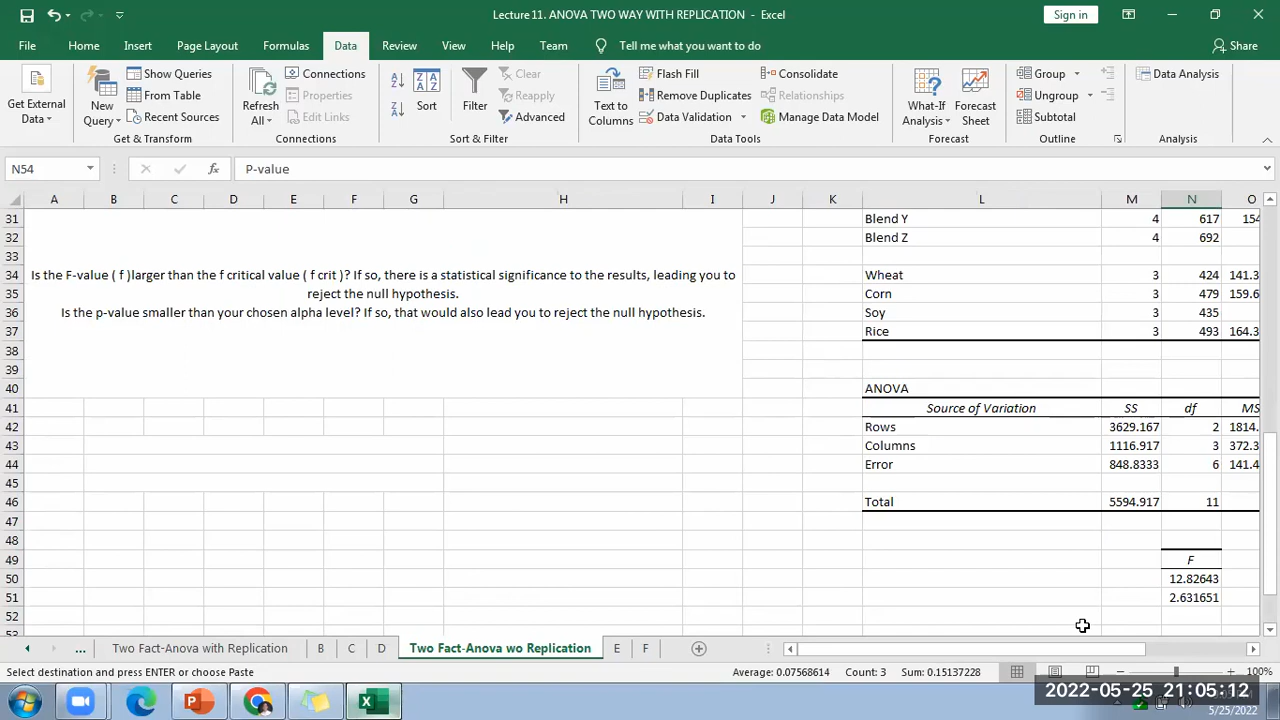 Lecture 11. ANOVA TWO WAY WITH REPLICATION - Excel
Sign in
File Home Insert Page Layout Formulas Data Review View Help Team Tell me what you want to do Share
Get External Data
New Query
Show Queries
From Table
Recent Sources
Get & Transform
Refresh All
Connections
Properties
Edit Links
Connections
Sort
Filter
Clear
Reapply
Advanced
Sort & Filter
Text to Columns
Flash Fill
Remove Duplicates
Data Validation
Consolidate
Relationships
Manage Data Model
Data Tools
What-If Analysis
Forecast Sheet
Forecast
Group
Ungroup
Subtotal
Outline
Data Analysis
Analysis
N54 fx P-value
A B C D E F G H I J K L M N O
31 Blend Y 4 617 154
32 Blend Z 4 692
33
34 Is the F-value ( f )larger than the f critical value ( f crit )? If so, there is a statistical significance to the results, leading you to Wheat 3 424 141.3
35 reject the null hypothesis. Corn 3 479 159.6
36 Is the p-value smaller than your chosen alpha level? If so, that would also lead you to reject the null hypothesis. Soy 3 435
37 Rice 3 493 164.3
38
39
40 ANOVA
41 Source of Variation SS df MS
42 Rows 3629.167 2 1814.
43 Columns 1116.917 3 372.3
44 Error 848.8333 6 141.4
45
46 Total 5594.917 11
47
48
49 F
50 12.82643
51 2.631651
52
53
... Two Fact-Anova with Replication B C D Two Fact-Anova wo Replication E F
Select destination and press ENTER or choose Paste Average: 0.07568614 Count: 3 Sum: 0.15137228 100%
2022-05-25 21:05:12
5/25/2022